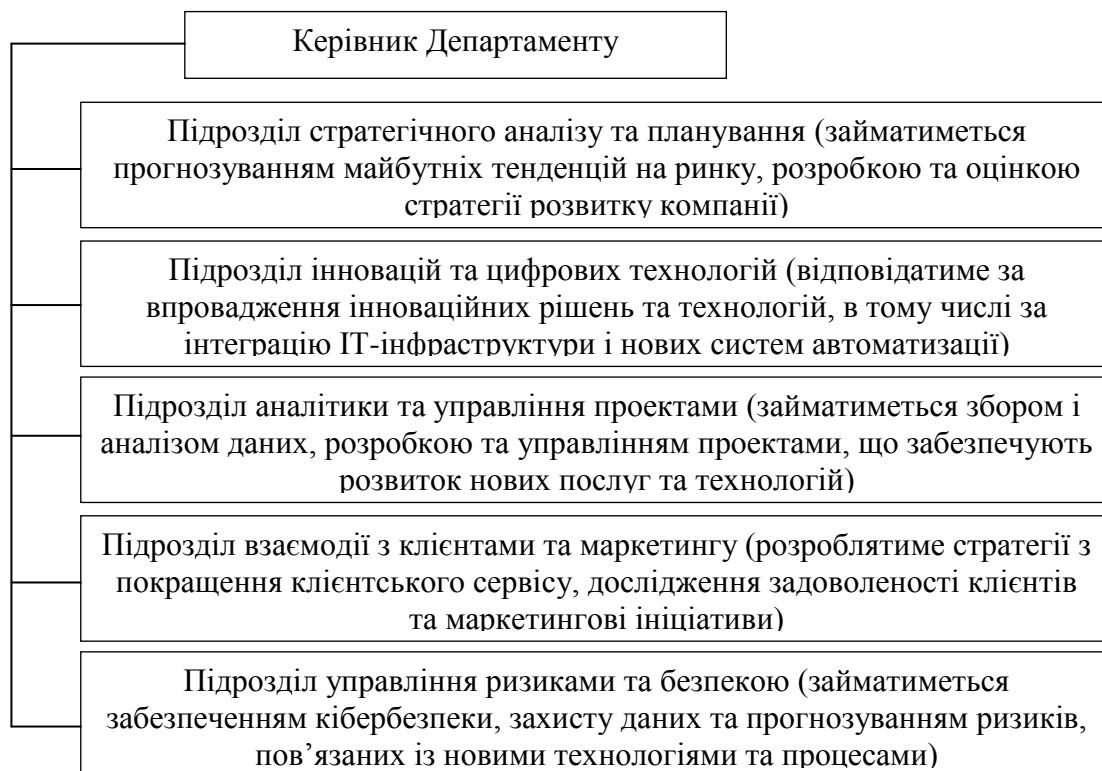 Керівник Департаменту
Підрозділ стратегічного аналізу та планування (займатиметься
прогнозуванням майбутніх тенденцій на ринку, розробкою та оцінкою
стратегії розвитку компанії)
Підрозділ інновацій та цифрових технологій (відповідатиме за
впровадження інноваційних рішень та технологій, в тому числі за
інтеграцію ІТ-інфраструктури і нових систем автоматизації)
Підрозділ аналітики та управління проектами (займатиметься збором і
аналізом даних, розробкою та управлінням проектами, що забезпечують
розвиток нових послуг та технологій)
Підрозділ взаємодії з клієнтами та маркетингу (розроблятиме стратегії з
покращення клієнтського сервісу, дослідження задоволеності клієнтів
та маркетингові ініціативи)
Підрозділ управління ризиками та безпекою (займатиметься
забезпеченням кібербезпеки, захисту даних та прогнозуванням ризиків,
пов’язаних із новими технологіями та процесами)